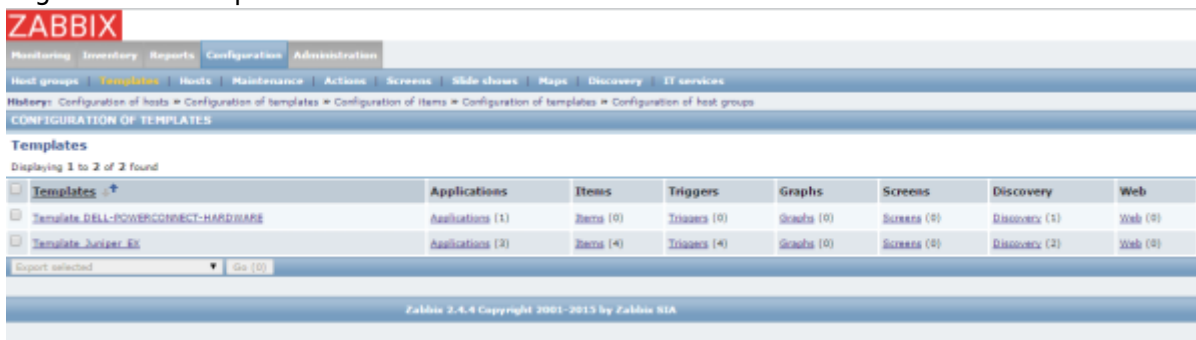 ZABBIX
Monitoring Inventory Reports Configuration Administration
Host groups | Templates | Hosts | Maintenance | Actions | Screens | Slide shows | Maps | Discovery | IT services
History: Configuration of hosts » Configuration of templates » Configuration of items » Configuration of templates » Configuration of host groups
CONFIGURATION OF TEMPLATES
Templates
Displaying 1 to 2 of 2 found
Templates Applications Items Triggers Graphs Screens Discovery Web
Template DELL-POWERCONNECT-HARDWARE Applications (1) Items (0) Triggers (0) Graphs (0) Screens (0) Discovery (1) Web (0)
Template Juniper EX Applications (3) Items (4) Triggers (4) Graphs (0) Screens (0) Discovery (2) Web (0)
Export selected Go (0)
Zabbix 2.4.4 Copyright 2001-2015 by Zabbix SIA